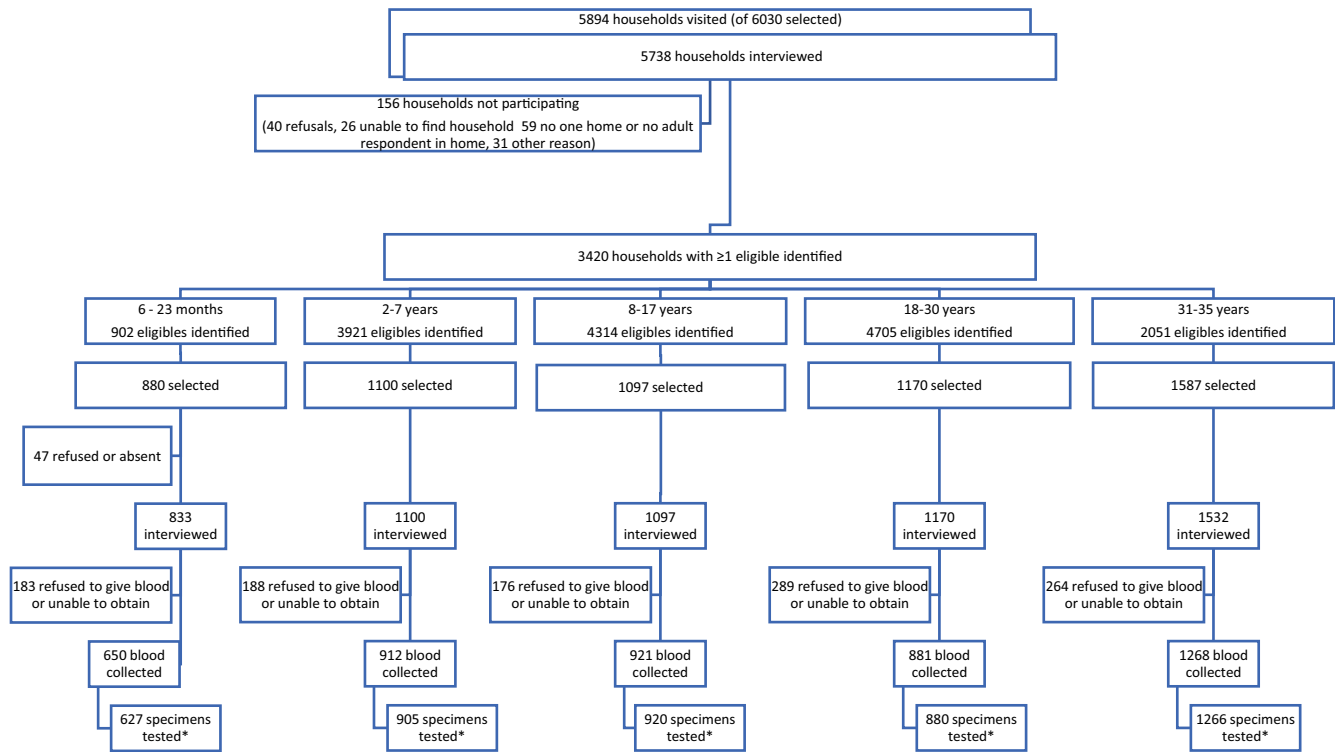 5894 households visited (of 6030 selected)
5738 households interviewed
156 households not participating
(40 refusals, 26 unable to find household  59 no one home or no adult
respondent in home, 31 other reason)
3420 households with ≥1 eligible identified
6 - 23 months
902 eligibles identified
2-7 years
3921 eligibles identified
8-17 years
4314 eligibles identified
18-30 years
4705 eligibles identified
31-35 years
2051 eligibles identified
880 selected
1100 selected
1097 selected
1170 selected
1587 selected
47 refused or absent
833
interviewed
1100
interviewed
1097
interviewed
1170
interviewed
1532
interviewed
183 refused to give blood
or unable to obtain
188 refused to give blood
or unable to obtain
176 refused to give blood
or unable to obtain
289 refused to give blood
or unable to obtain
264 refused to give blood
or unable to obtain
650 blood
collected
912 blood
collected
921 blood
collected
881 blood
collected
1268 blood
collected
627 specimens
tested*
905 specimens
tested*
920 specimens
tested*
880 specimens
tested*
1266 specimens
tested*